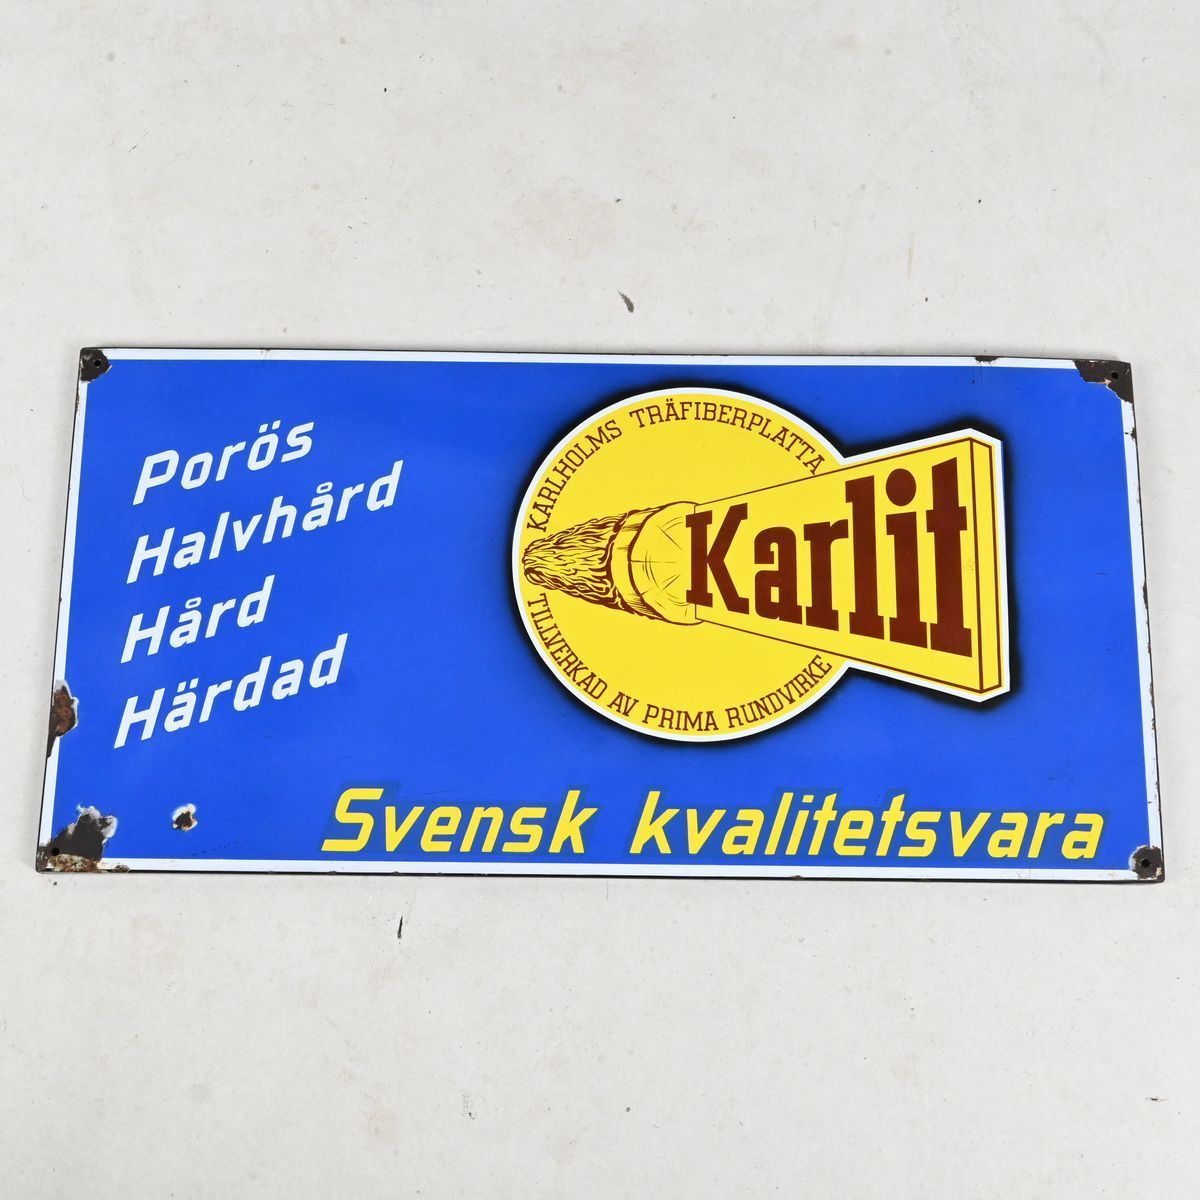 Porös
Halvhård
Hård
Härdad
KARLHOLMS TRÄFIBERPLATTA
Karlit
TILLVERKAD AV PRIMA RUNDVIRKE
Svensk kvalitetsvara